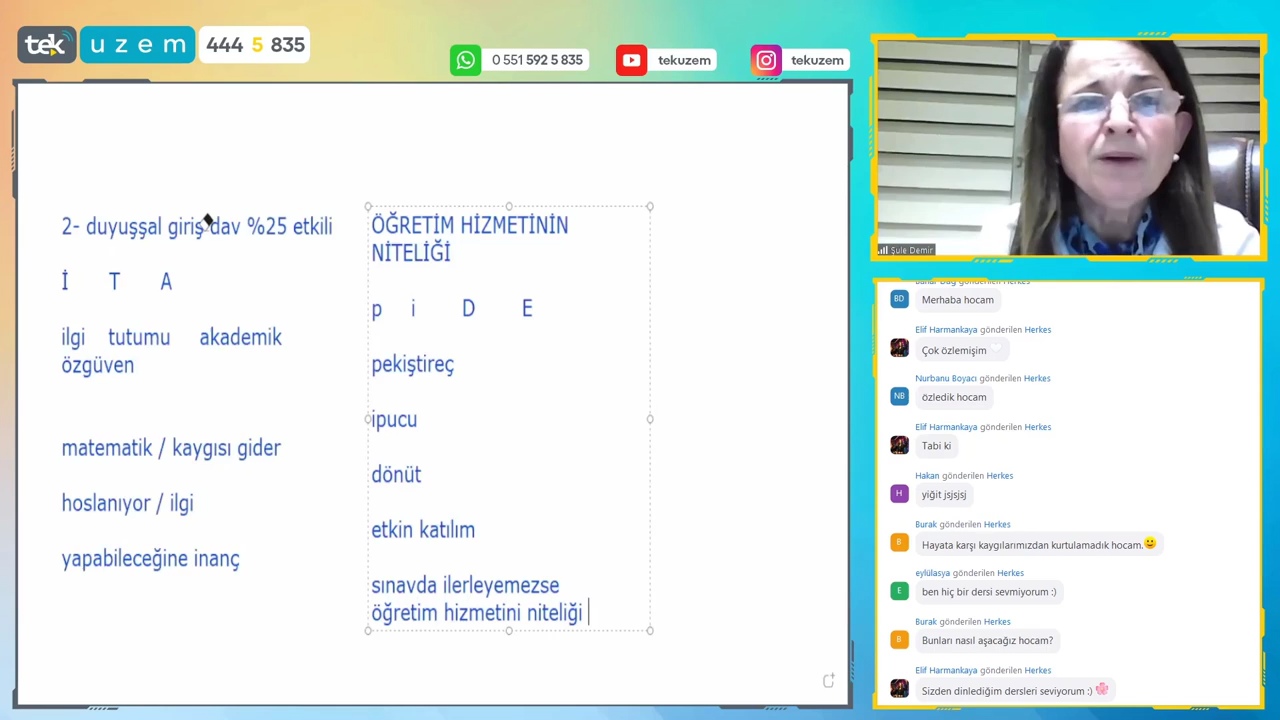 tek
uzem
444 5 835
0 551 592 5 835
tekuzem
tekuzem
2- duyuşsal giriş dav %25 etkili
İ T A
ilgi tutumu akademik
özgüven
matematik / kaygısı gider
hoslanıyor / ilgi
yapabileceğine inanç
ÖĞRETİM HİZMETİNİN
NİTELİĞİ
p i D E
pekiştireç
ipucu
dönüt
etkin katılım
sınavda ilerleyemezse
öğretim hizmetini niteliği
Şule Demir
BD
Merhaba hocam
Elif Harmankaya gönderilen Herkes
Çok özlemişim
Nurbanu Boyacı gönderilen Herkes
NB
özledik hocam
Elif Harmankaya gönderilen Herkes
Tabi ki
Hakan gönderilen Herkes
H
yiğit jsjsjsj
Burak gönderilen Herkes
B
Hayata karşı kaygılarımızdan kurtulamadık hocam.
eylülasya gönderilen Herkes
E
ben hiç bir dersi sevmiyorum :)
Burak gönderilen Herkes
B
Bunları nasıl aşacağız hocam?
Elif Harmankaya gönderilen Herkes
Sizden dinlediğim dersleri seviyorum :)